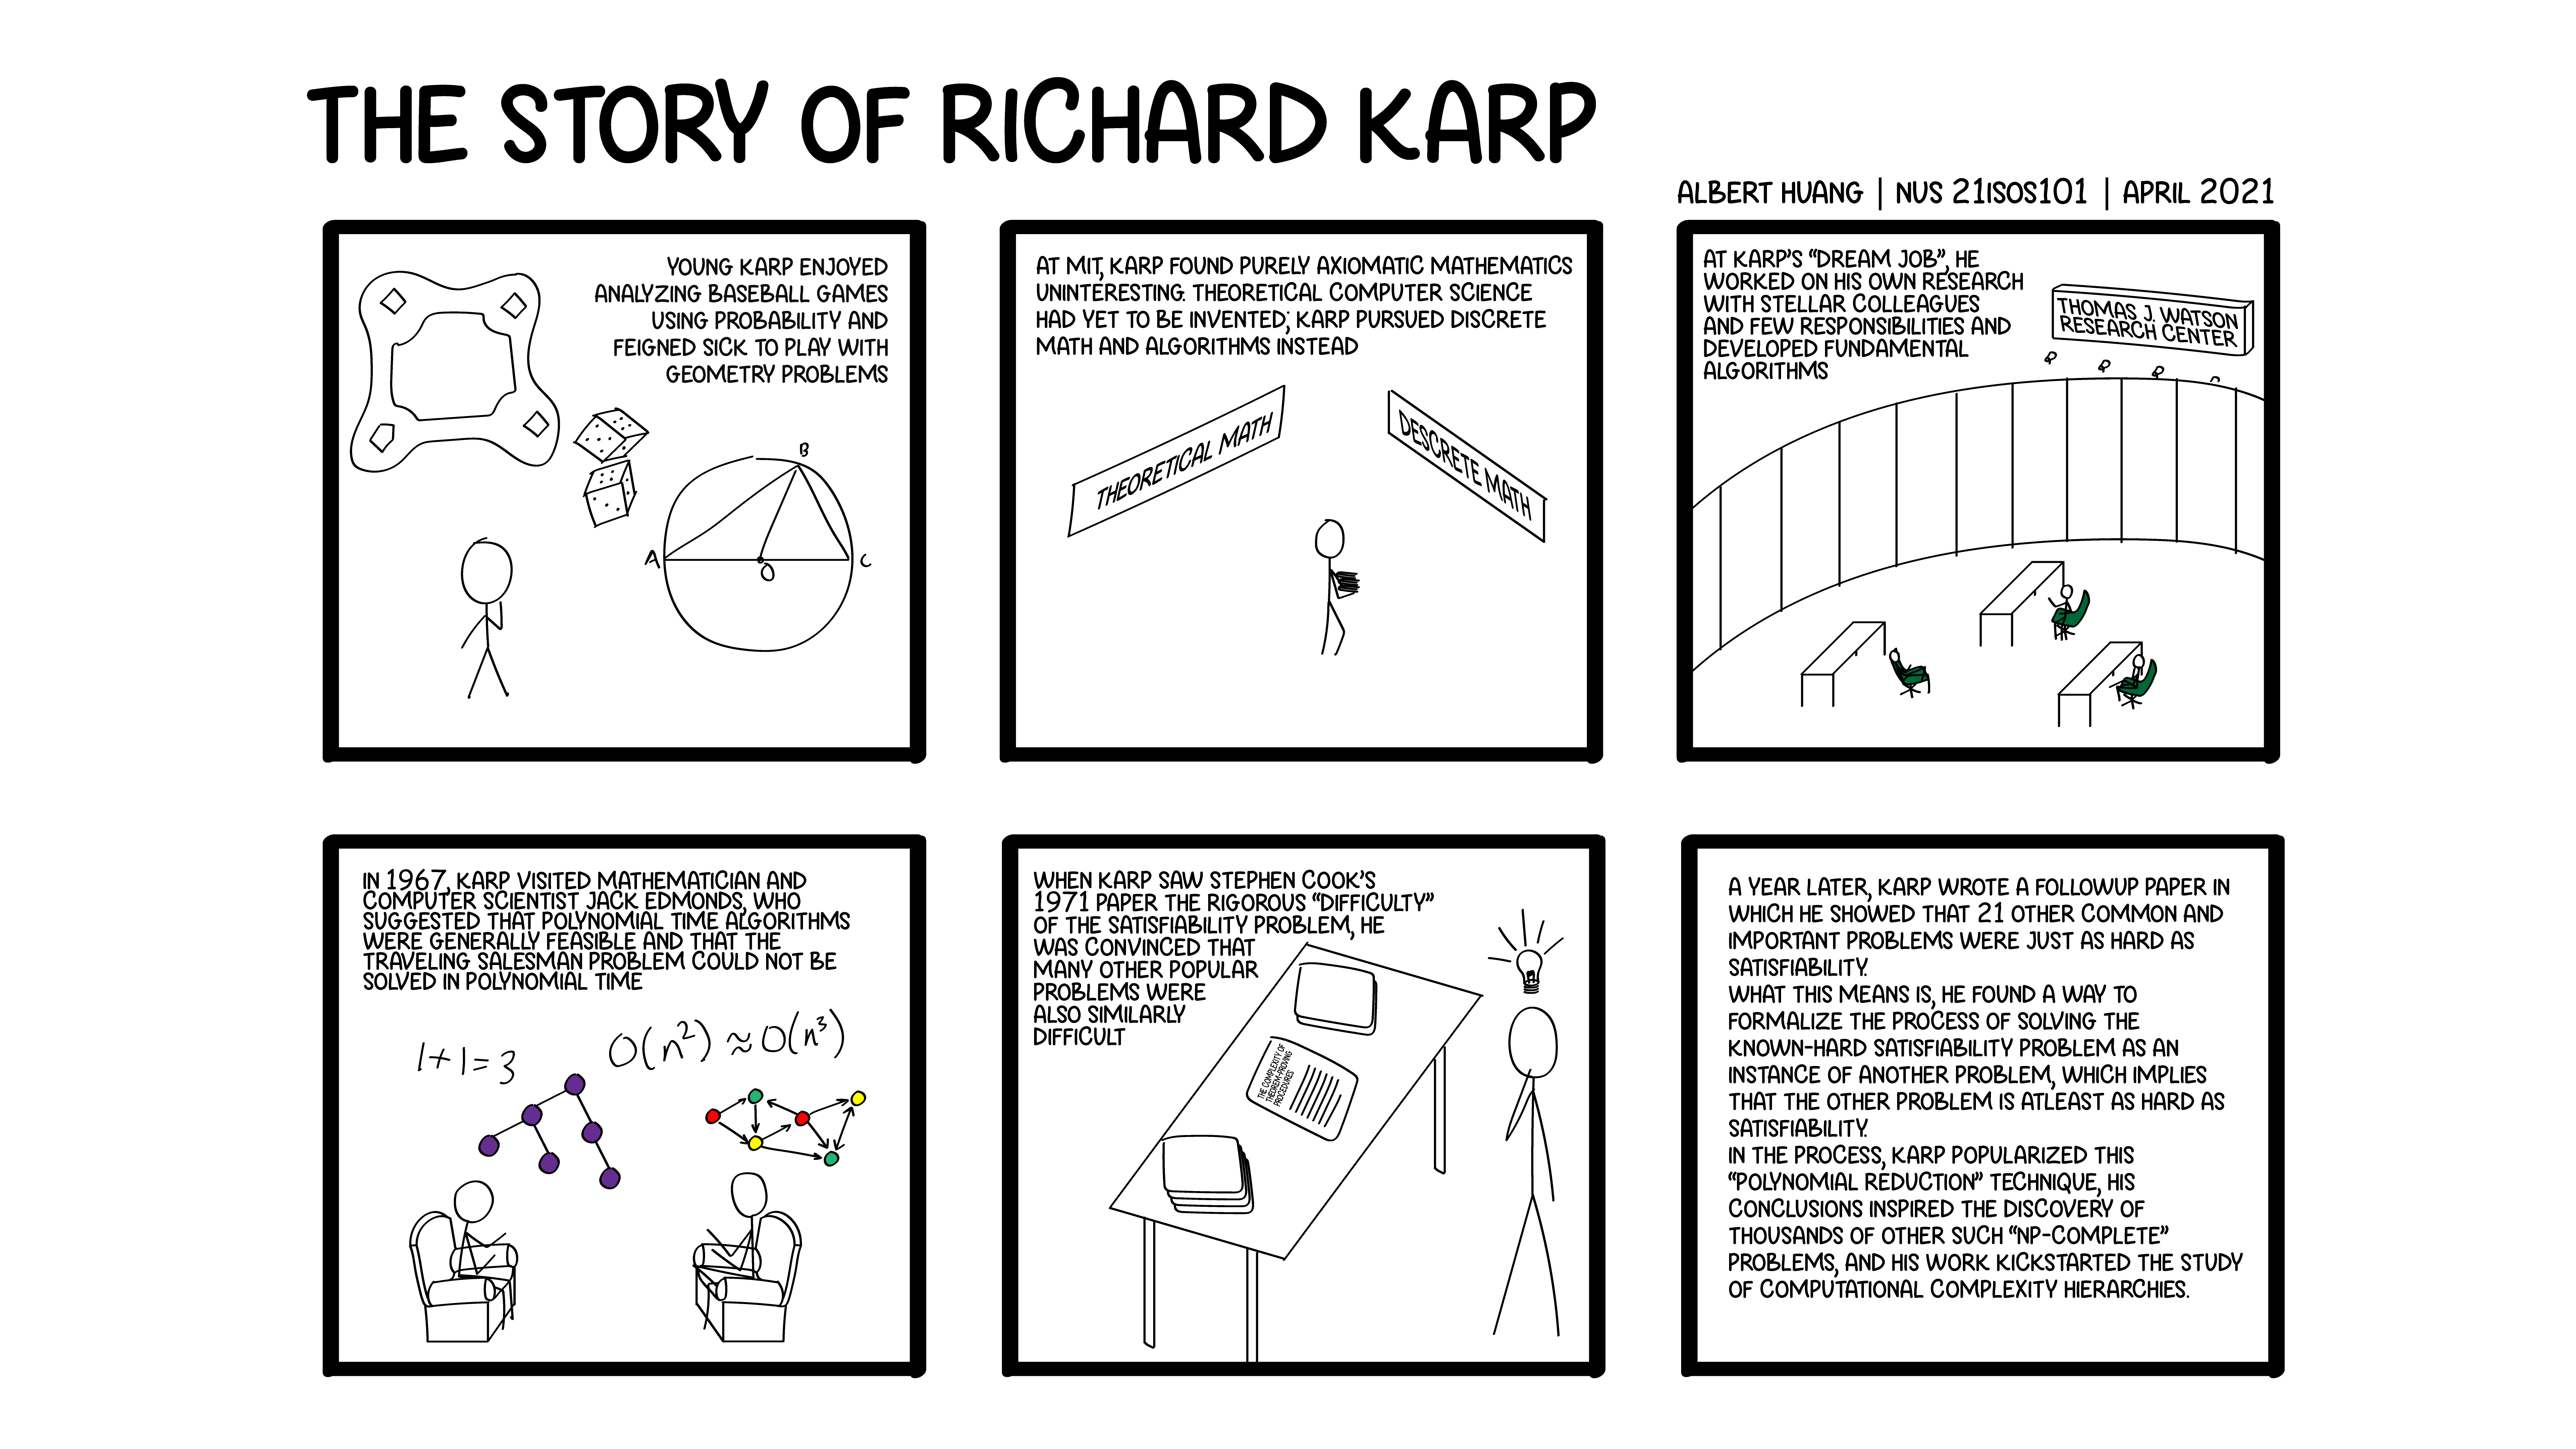 THE STORY OF RICHARD KARP
ALBERT HUANG | NUS 21ISOS101 | APRIL 2021
YOUNG KARP ENJOYED
ANALYZING BASEBALL GAMES
USING PROBABILITY AND
FEIGNED SICK TO PLAY WITH
GEOMETRY PROBLEMS
B
A
O
C
AT MIT, KARP FOUND PURELY AXIOMATIC MATHEMATICS
UNINTERESTING. THEORETICAL COMPUTER SCIENCE
HAD YET TO BE INVENTED; KARP PURSUED DISCRETE
MATH AND ALGORITHMS INSTEAD
THEORETICAL MATH
DESCRETE MATH
AT KARP'S "DREAM JOB", HE
WORKED ON HIS OWN RESEARCH
WITH STELLAR COLLEAGUES
AND FEW RESPONSIBILITIES AND
DEVELOPED FUNDAMENTAL
ALGORITHMS
THOMAS J. WATSON
RESEARCH CENTER
IN 1967, KARP VISITED MATHEMATICIAN AND
COMPUTER SCIENTIST JACK EDMONDS, WHO
SUGGESTED THAT POLYNOMIAL TIME ALGORITHMS
WERE GENERALLY FEASIBLE AND THAT THE
TRAVELING SALESMAN PROBLEM COULD NOT BE
SOLVED IN POLYNOMIAL TIME
1+1=3
O(n²) ≈ O(n³)
WHEN KARP SAW STEPHEN COOK'S
1971 PAPER THE RIGOROUS "DIFFICULTY"
OF THE SATISFIABILITY PROBLEM, HE
WAS CONVINCED THAT
MANY OTHER POPULAR
PROBLEMS WERE
ALSO SIMILARLY
DIFFICULT
THE COMPLEXITY OF
THEOREM-PROVING
PROCEDURES
A YEAR LATER, KARP WROTE A FOLLOWUP PAPER IN
WHICH HE SHOWED THAT 21 OTHER COMMON AND
IMPORTANT PROBLEMS WERE JUST AS HARD AS
SATISFIABILITY.
WHAT THIS MEANS IS, HE FOUND A WAY TO
FORMALIZE THE PROCESS OF SOLVING THE
KNOWN-HARD SATISFIABILITY PROBLEM AS AN
INSTANCE OF ANOTHER PROBLEM, WHICH IMPLIES
THAT THE OTHER PROBLEM IS ATLEAST AS HARD AS
SATISFIABILITY.
IN THE PROCESS, KARP POPULARIZED THIS
"POLYNOMIAL REDUCTION" TECHNIQUE, HIS
CONCLUSIONS INSPIRED THE DISCOVERY OF
THOUSANDS OF OTHER SUCH "NP-COMPLETE"
PROBLEMS, AND HIS WORK KICKSTARTED THE STUDY
OF COMPUTATIONAL COMPLEXITY HIERARCHIES.